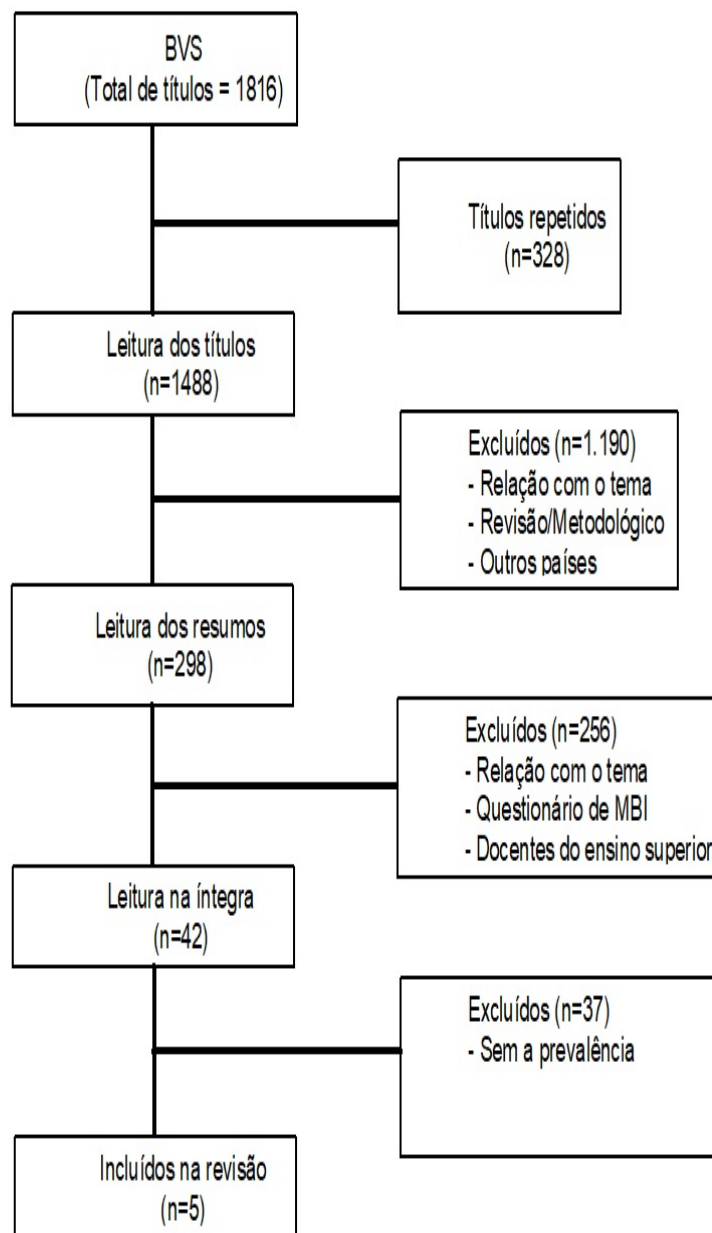 BVS
(Total de títulos = 1816)
Títulos repetidos
(n=328)
Leitura dos títulos
(n=1488)
Excluídos (n=1.190)
- Relação com o tema
- Revisão/Metodológico
- Outros países
Leitura dos resumos
(n=298)
Excluídos (n=256)
- Relação com o tema
- Questionário de MBI
- Docentes do ensino superior
Leitura na íntegra
(n=42)
Excluídos (n=37)
- Sem a prevalência
Incluídos na revisão
(n=5)